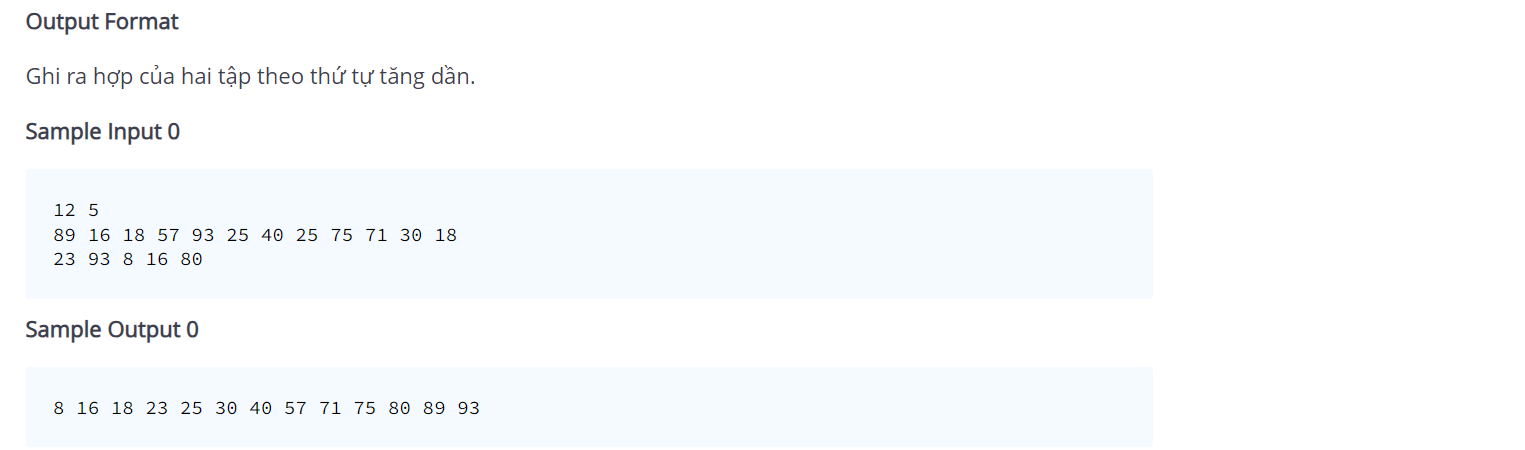 Output Format
Ghi ra hợp của hai tập theo thứ tự tăng dần.
Sample Input 0
12 5
89 16 18 57 93 25 40 25 75 71 30 18
23 93 8 16 80
Sample Output 0
8 16 18 23 25 30 40 57 71 75 80 89 93